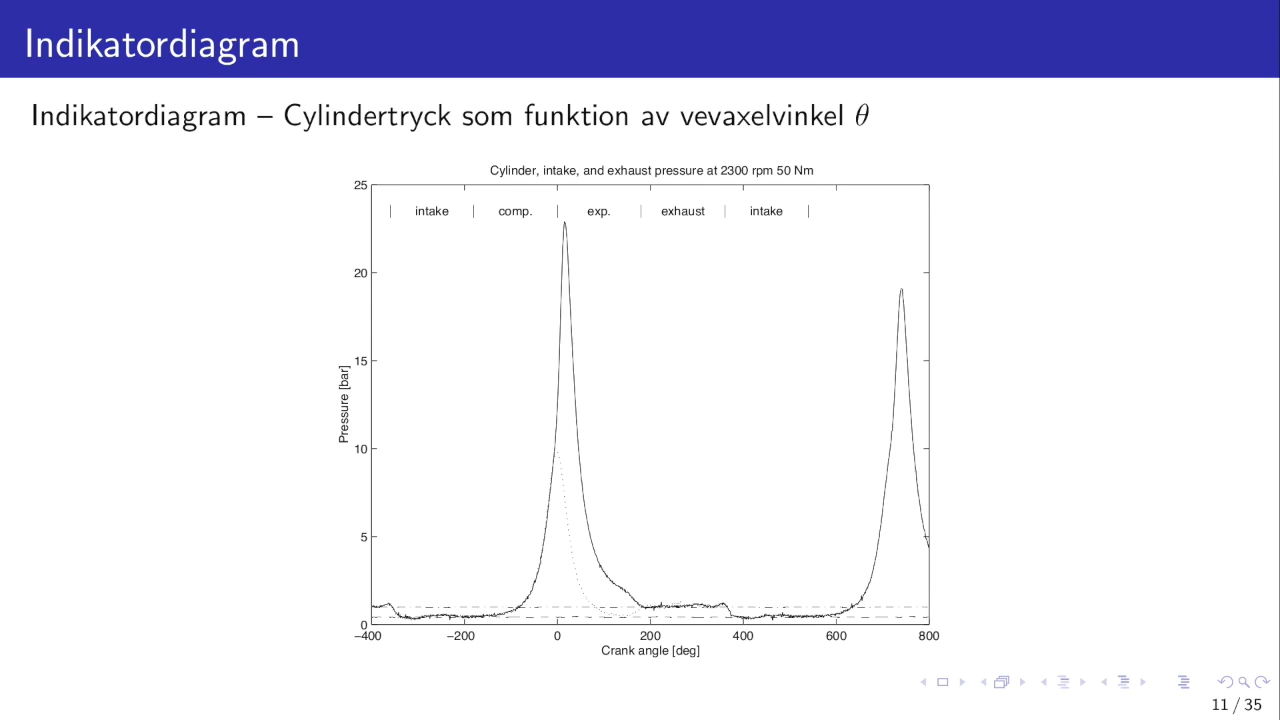 Indikatordiagram
Indikatordiagram – Cylindertryck som funktion av vevaxelvinkel θ
Cylinder, intake, and exhaust pressure at 2300 rpm 50 Nm
25
| intake | comp. | exp. | exhaust | intake |
20
15
Pressure [bar]
10
5
0
−400 −200 0 200 400 600 800
Crank angle [deg]
11 / 35